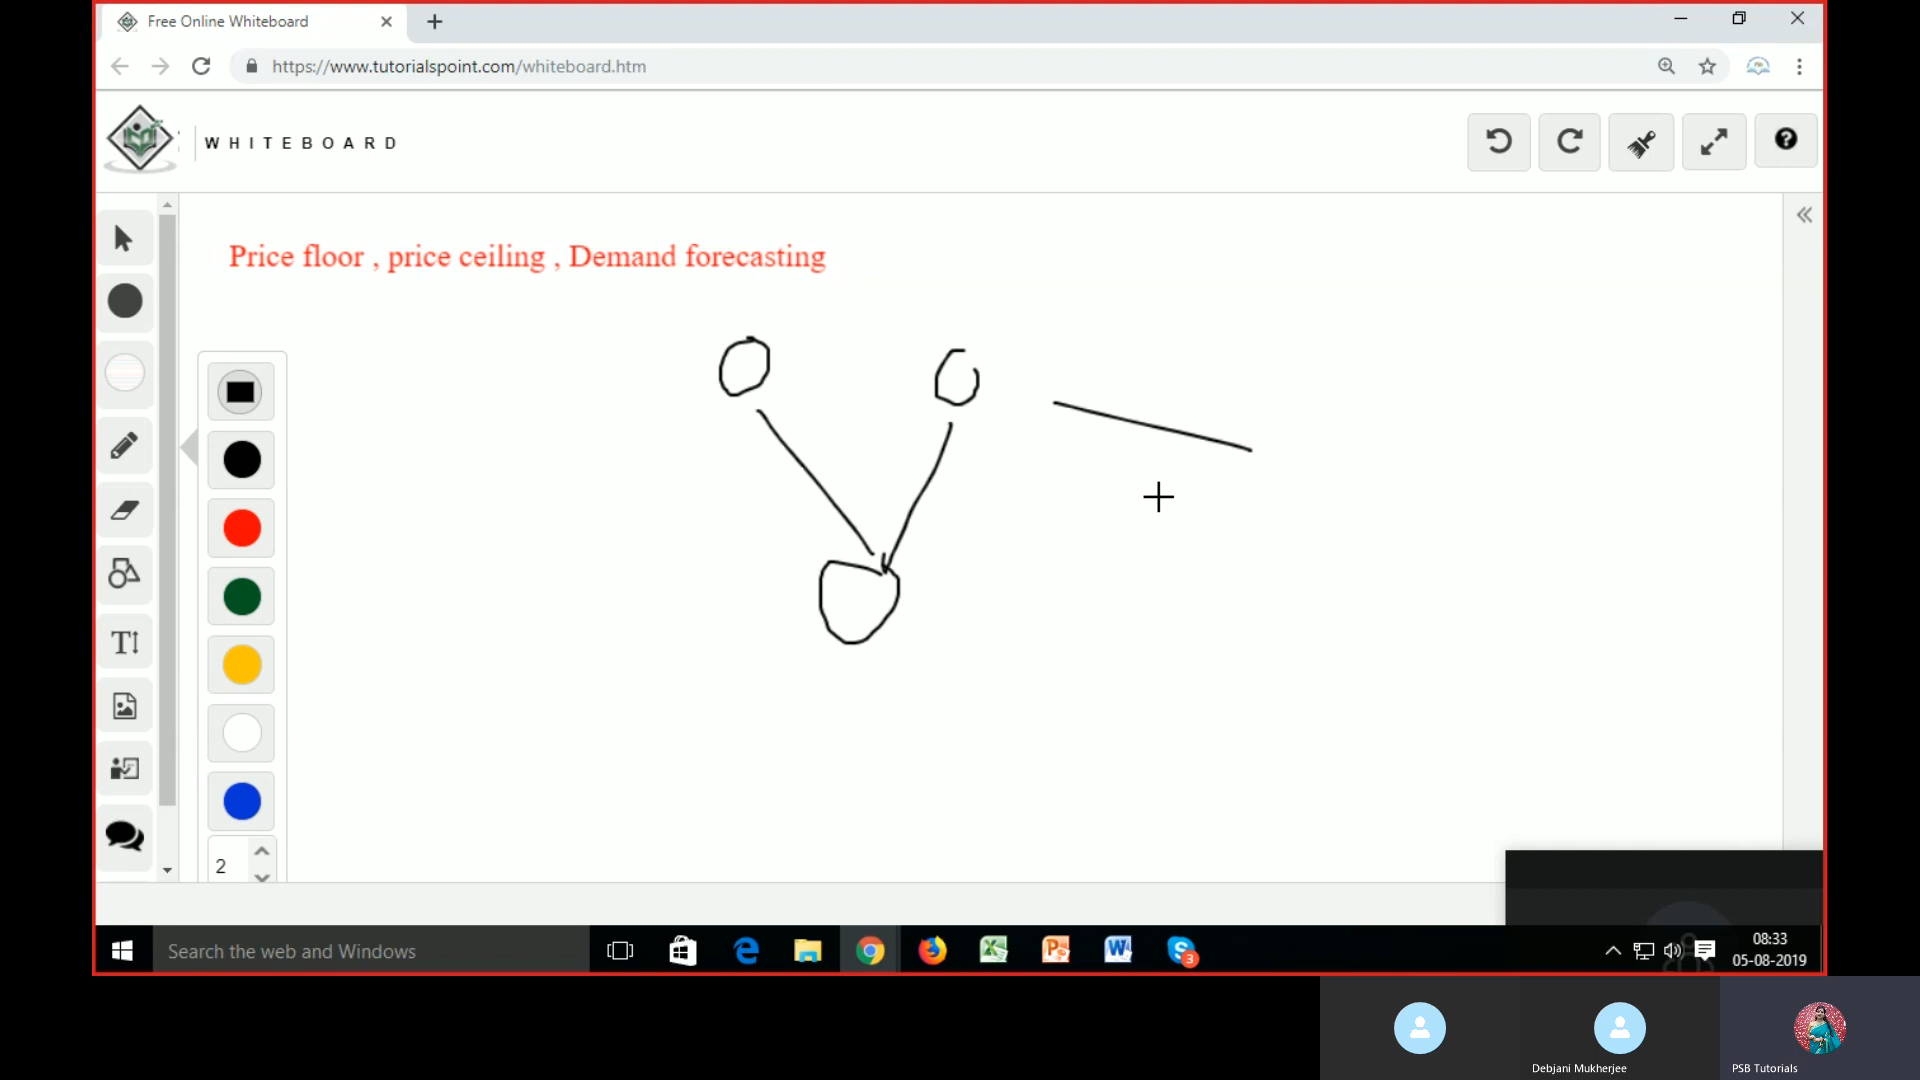 Free Online Whiteboard
https://www.tutorialspoint.com/whiteboard.htm
WHITEBOARD
Price floor , price ceiling , Demand forecasting
T
2
Search the web and Windows
3
08:33
05-08-2019
Debjani Mukherjee
PSB Tutorials